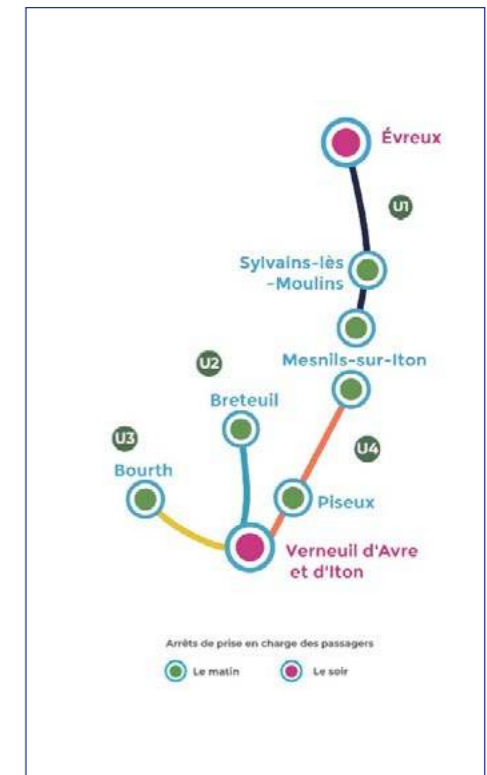 Évreux
U1
Sylvains-lès
-Moulins
Mesnils-sur-Iton
U2
Breteuil
U3
Bourth
U4
Piseux
Verneuil d'Avre
et d'Iton
Arrêts de prise en charge des passagers
Le matin
Le soir